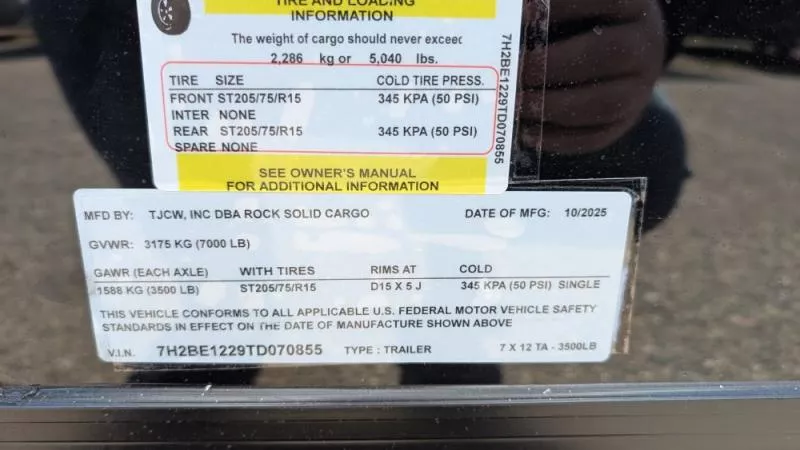 TIRE AND LOADING
INFORMATION
The weight of cargo should never exceed
2,286 kg or 5,040 lbs.
TIRE SIZE COLD TIRE PRESS.
FRONT ST205/75/R15 345 KPA (50 PSI)
INTER NONE
REAR ST205/75/R15 345 KPA (50 PSI)
SPARE NONE
7H2BE1229TD070855
SEE OWNER'S MANUAL
FOR ADDITIONAL INFORMATION
MFD BY: TJCW, INC DBA ROCK SOLID CARGO DATE OF MFG: 10/2025
GVWR: 3175 KG (7000 LB)
GAWR (EACH AXLE) WITH TIRES RIMS AT COLD
1588 KG (3500 LB) ST205/75/R15 D15 X 5 J 345 KPA (50 PSI) SINGLE
THIS VEHICLE CONFORMS TO ALL APPLICABLE U.S. FEDERAL MOTOR VEHICLE SAFETY
STANDARDS IN EFFECT ON THE DATE OF MANUFACTURE SHOWN ABOVE
V.I.N. 7H2BE1229TD070855 TYPE : TRAILER 7 X 12 TA - 3500LB